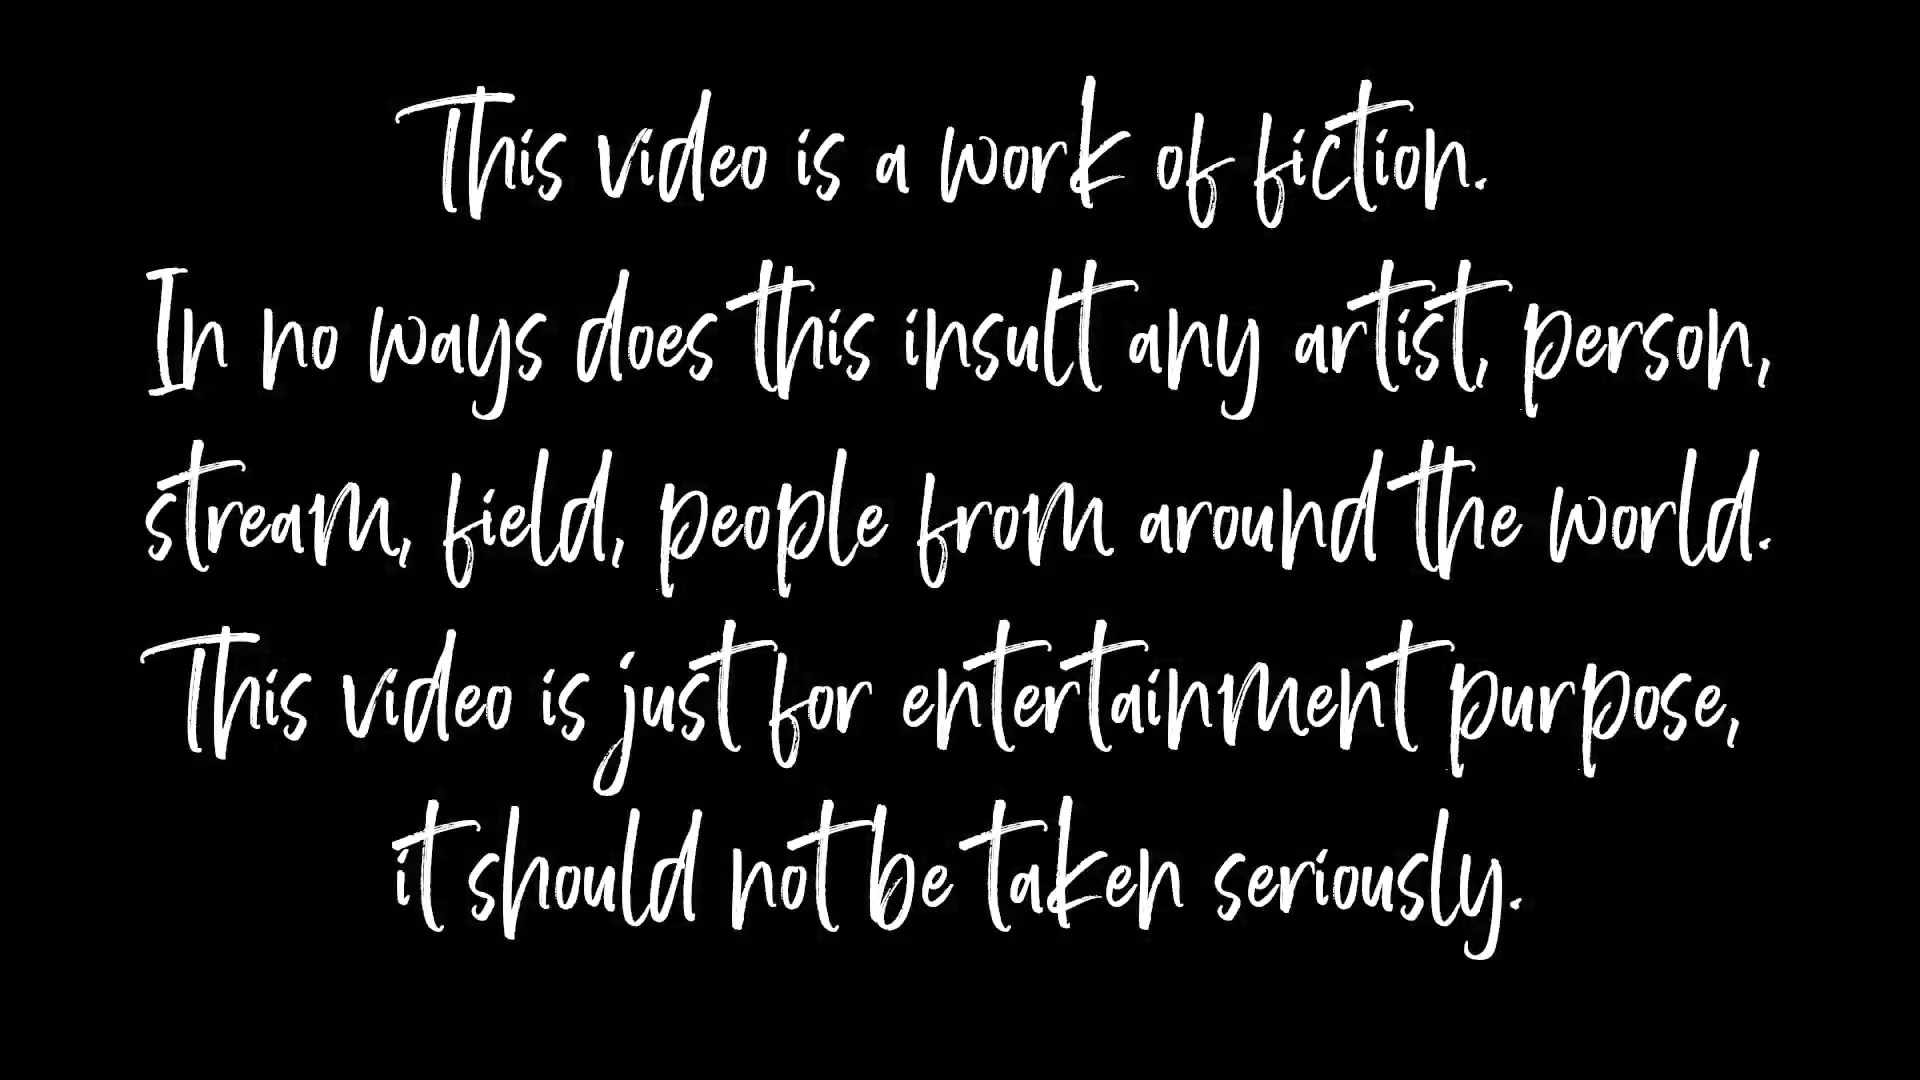 This video is a work of fiction.
In no ways does this insult any artist, person,
stream, field, people from around the world.
This video is just for entertainment purpose,
it should not be taken seriously.